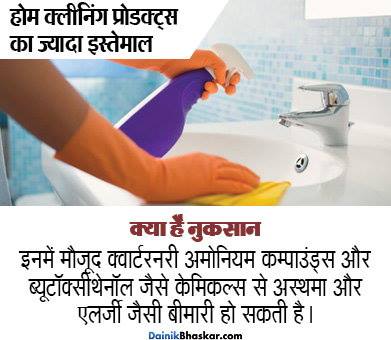 होम क्लीनिंग प्रोडक्ट्स
का ज्यादा इस्तेमाल
क्या हैं नुकसान
इनमें मौजूद क्वार्टरनरी अमोनियम कम्पाउंड्स और
ब्यूटॉक्सीथेनॉल जैसे केमिकल्स से अस्थमा और
एलर्जी जैसी बीमारी हो सकती है।
DainikBhaskar.com